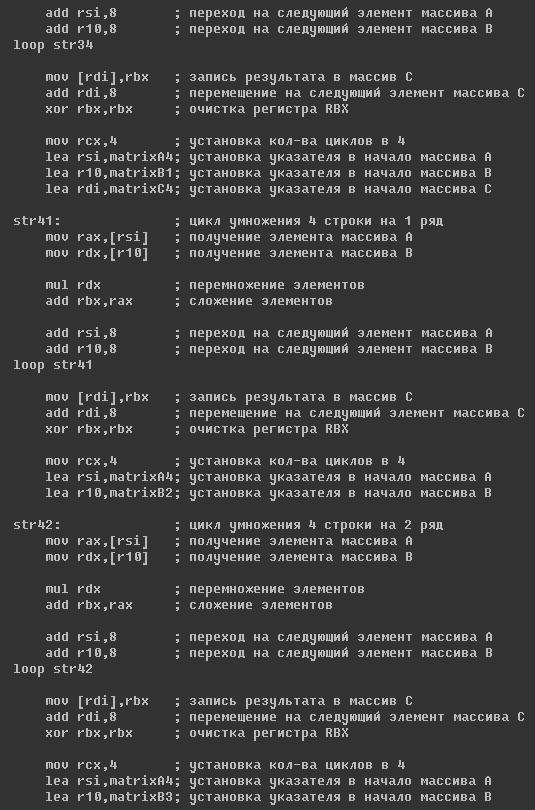 add rsi,8 ; переход на следующий элемент массива A
add r10,8 ; переход на следующий элемент массива B
loop str34
mov [rdi],rbx ; запись результата в массив C
add rdi,8 ; перемещение на следующий элемент массива C
xor rbx,rbx ; очистка регистра RBX
mov rcx,4 ; установка кол-ва циклов в 4
lea rsi,matrixA4; установка указателя в начало массива A
lea r10,matrixB1; установка указателя в начало массива B
lea rdi,matrixC4; установка указателя в начало массива C
str41: ; цикл умножения 4 строки на 1 ряд
mov rax,[rsi] ; получение элемента массива A
mov rdx,[r10] ; получение элемента массива B
mul rdx ; перемножение элементов
add rbx,rax ; сложение элементов
add rsi,8 ; переход на следующий элемент массива A
add r10,8 ; переход на следующий элемент массива B
loop str41
mov [rdi],rbx ; запись результата в массив C
add rdi,8 ; перемещение на следующий элемент массива C
xor rbx,rbx ; очистка регистра RBX
mov rcx,4 ; установка кол-ва циклов в 4
lea rsi,matrixA4; установка указателя в начало массива A
lea r10,matrixB2; установка указателя в начало массива B
str42: ; цикл умножения 4 строки на 2 ряд
mov rax,[rsi] ; получение элемента массива A
mov rdx,[r10] ; получение элемента массива B
mul rdx ; перемножение элементов
add rbx,rax ; сложение элементов
add rsi,8 ; переход на следующий элемент массива A
add r10,8 ; переход на следующий элемент массива B
loop str42
mov [rdi],rbx ; запись результата в массив C
add rdi,8 ; перемещение на следующий элемент массива C
xor rbx,rbx ; очистка регистра RBX
mov rcx,4 ; установка кол-ва циклов в 4
lea rsi,matrixA4; установка указателя в начало массива A
lea r10,matrixB3; установка указателя в начало массива B